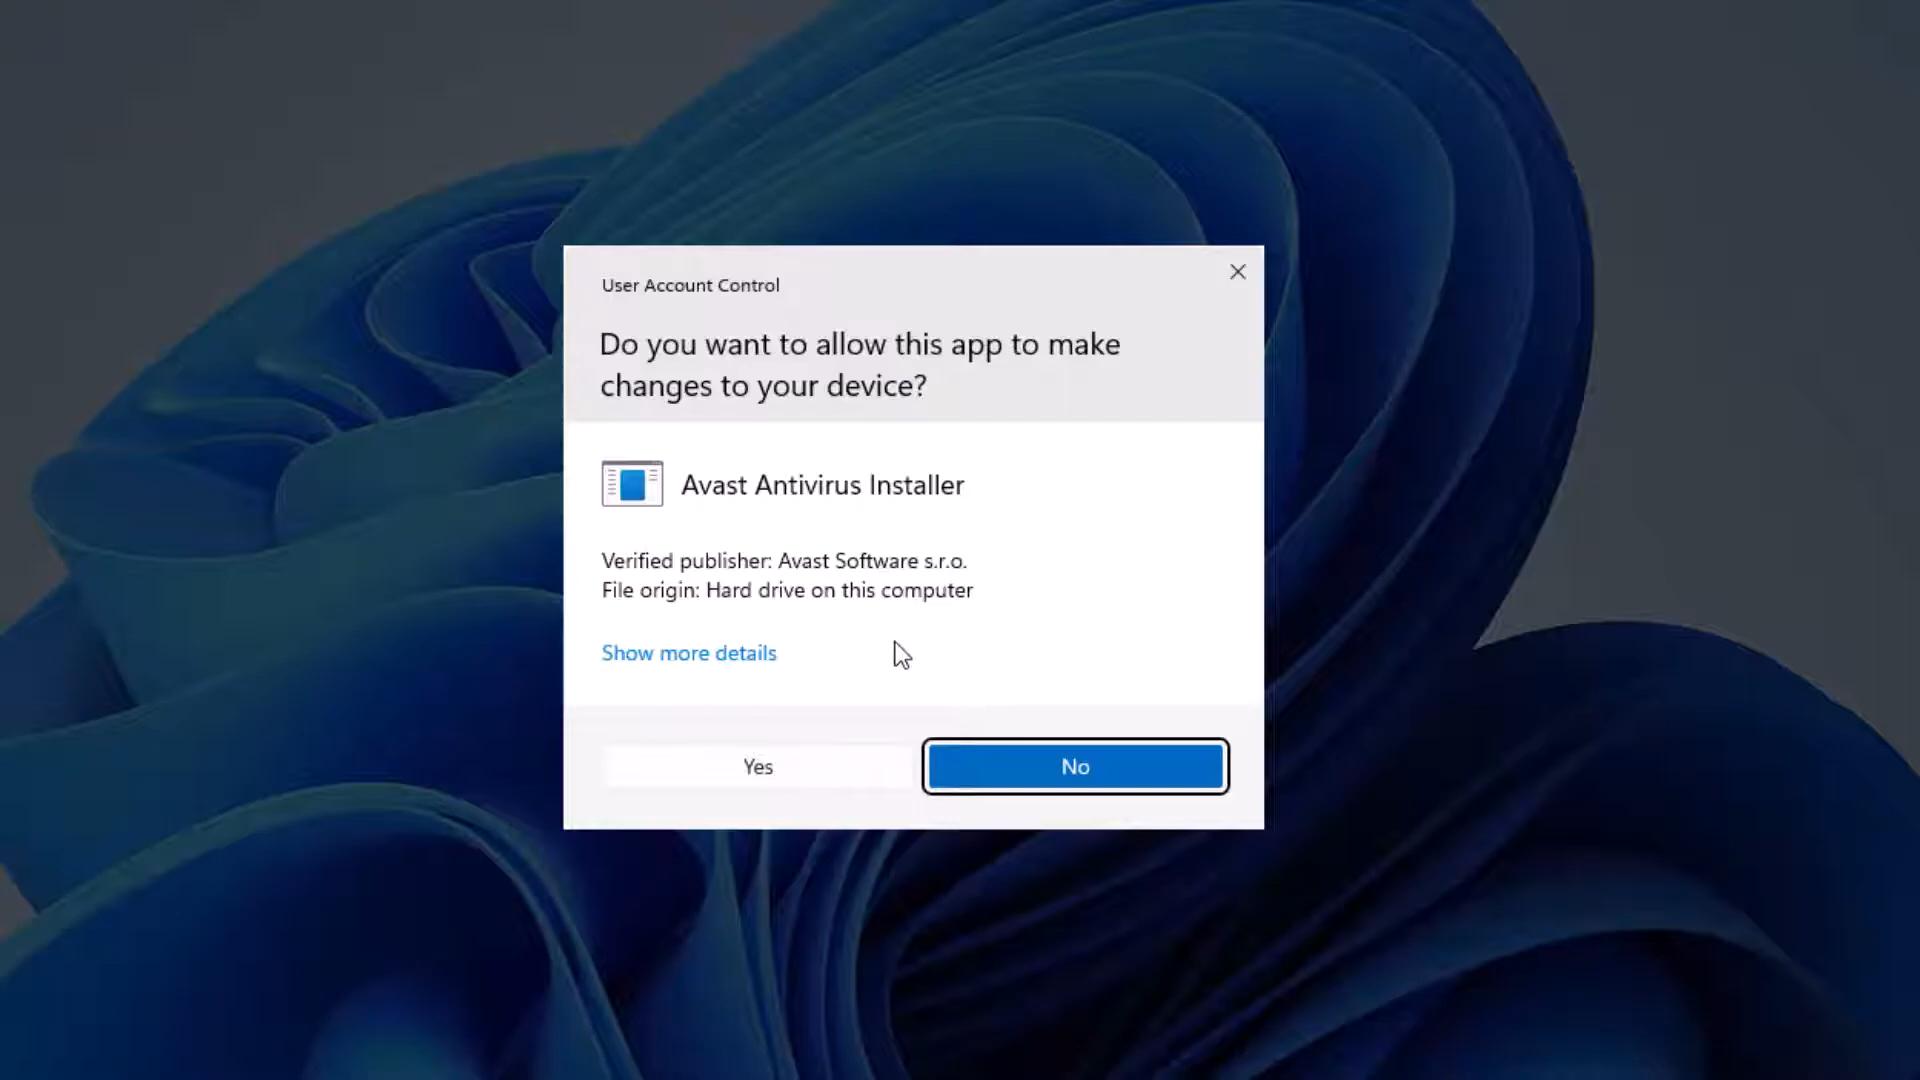 User Account Control
Do you want to allow this app to make
changes to your device?
Avast Antivirus Installer
Verified publisher: Avast Software s.r.o.
File origin: Hard drive on this computer
Show more details
Yes
No